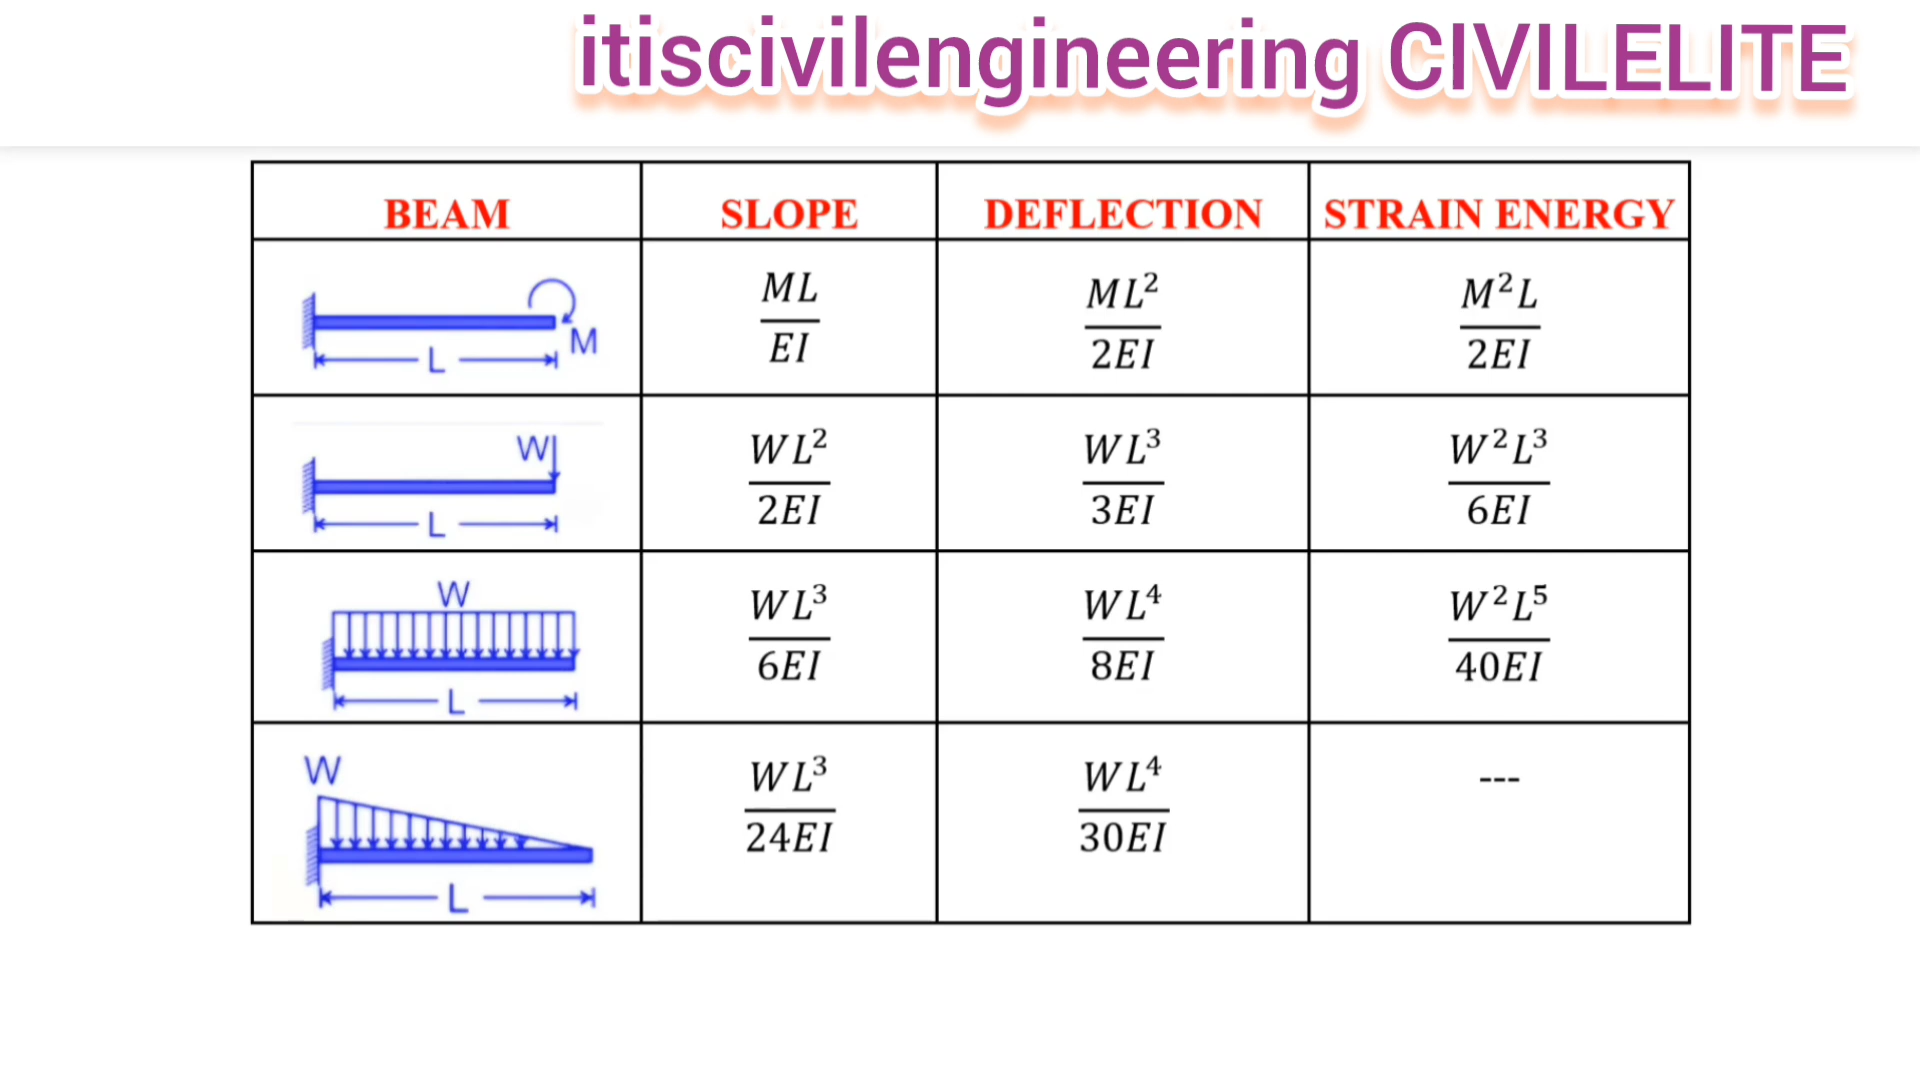 itiscivilengineering CIVILELITE
BEAM SLOPE DEFLECTION STRAIN ENERGY
M L ML/EI ML²/2EI M²L/2EI
W L WL²/2EI WL³/3EI W²L³/6EI
W L WL³/6EI WL⁴/8EI W²L⁵/40EI
W L WL³/24EI WL⁴/30EI ---